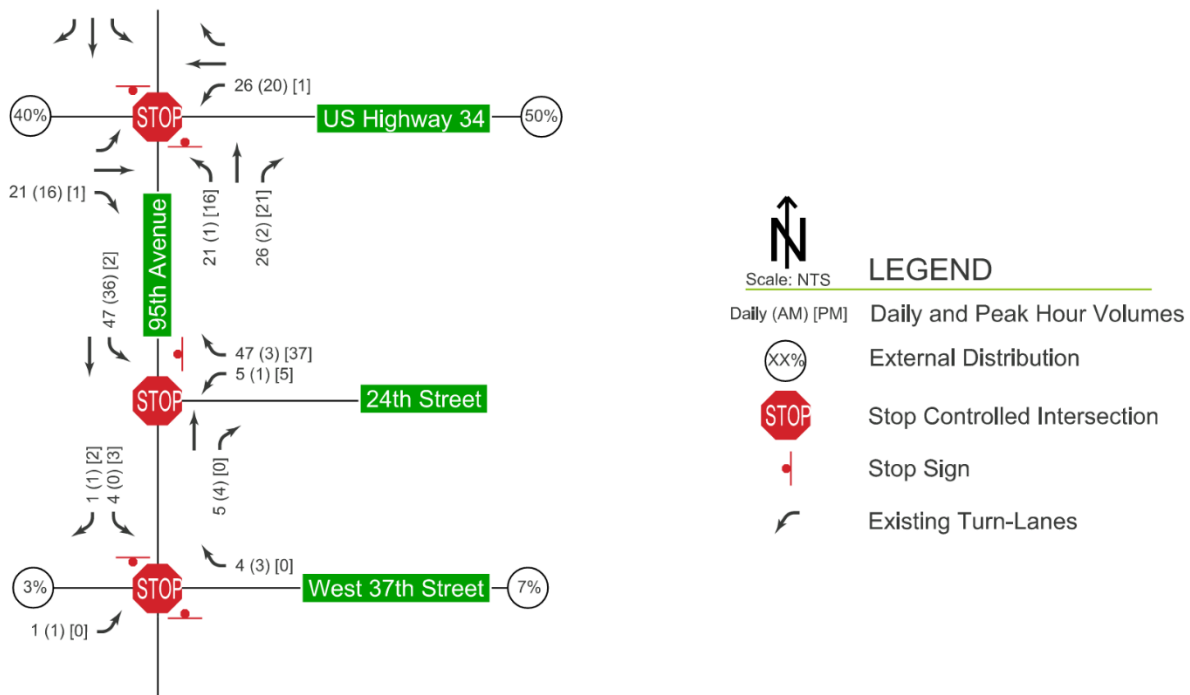 STOP
26 (20) [1]
40%
US Highway 34
50%
21 (16) [1]
21 (1) [16]
26 (2) [21]
95th Avenue
47 (36) [2]
47 (3) [37]
5 (1) [5]
STOP
24th Street
5 (4) [0]
1 (1) [2]
4 (0) [3]
4 (3) [0]
3%
STOP
West 37th Street
7%
1 (1) [0]
N
Scale: NTS
LEGEND
Daily (AM) [PM] Daily and Peak Hour Volumes
XX% External Distribution
STOP Stop Controlled Intersection
Stop Sign
Existing Turn-Lanes